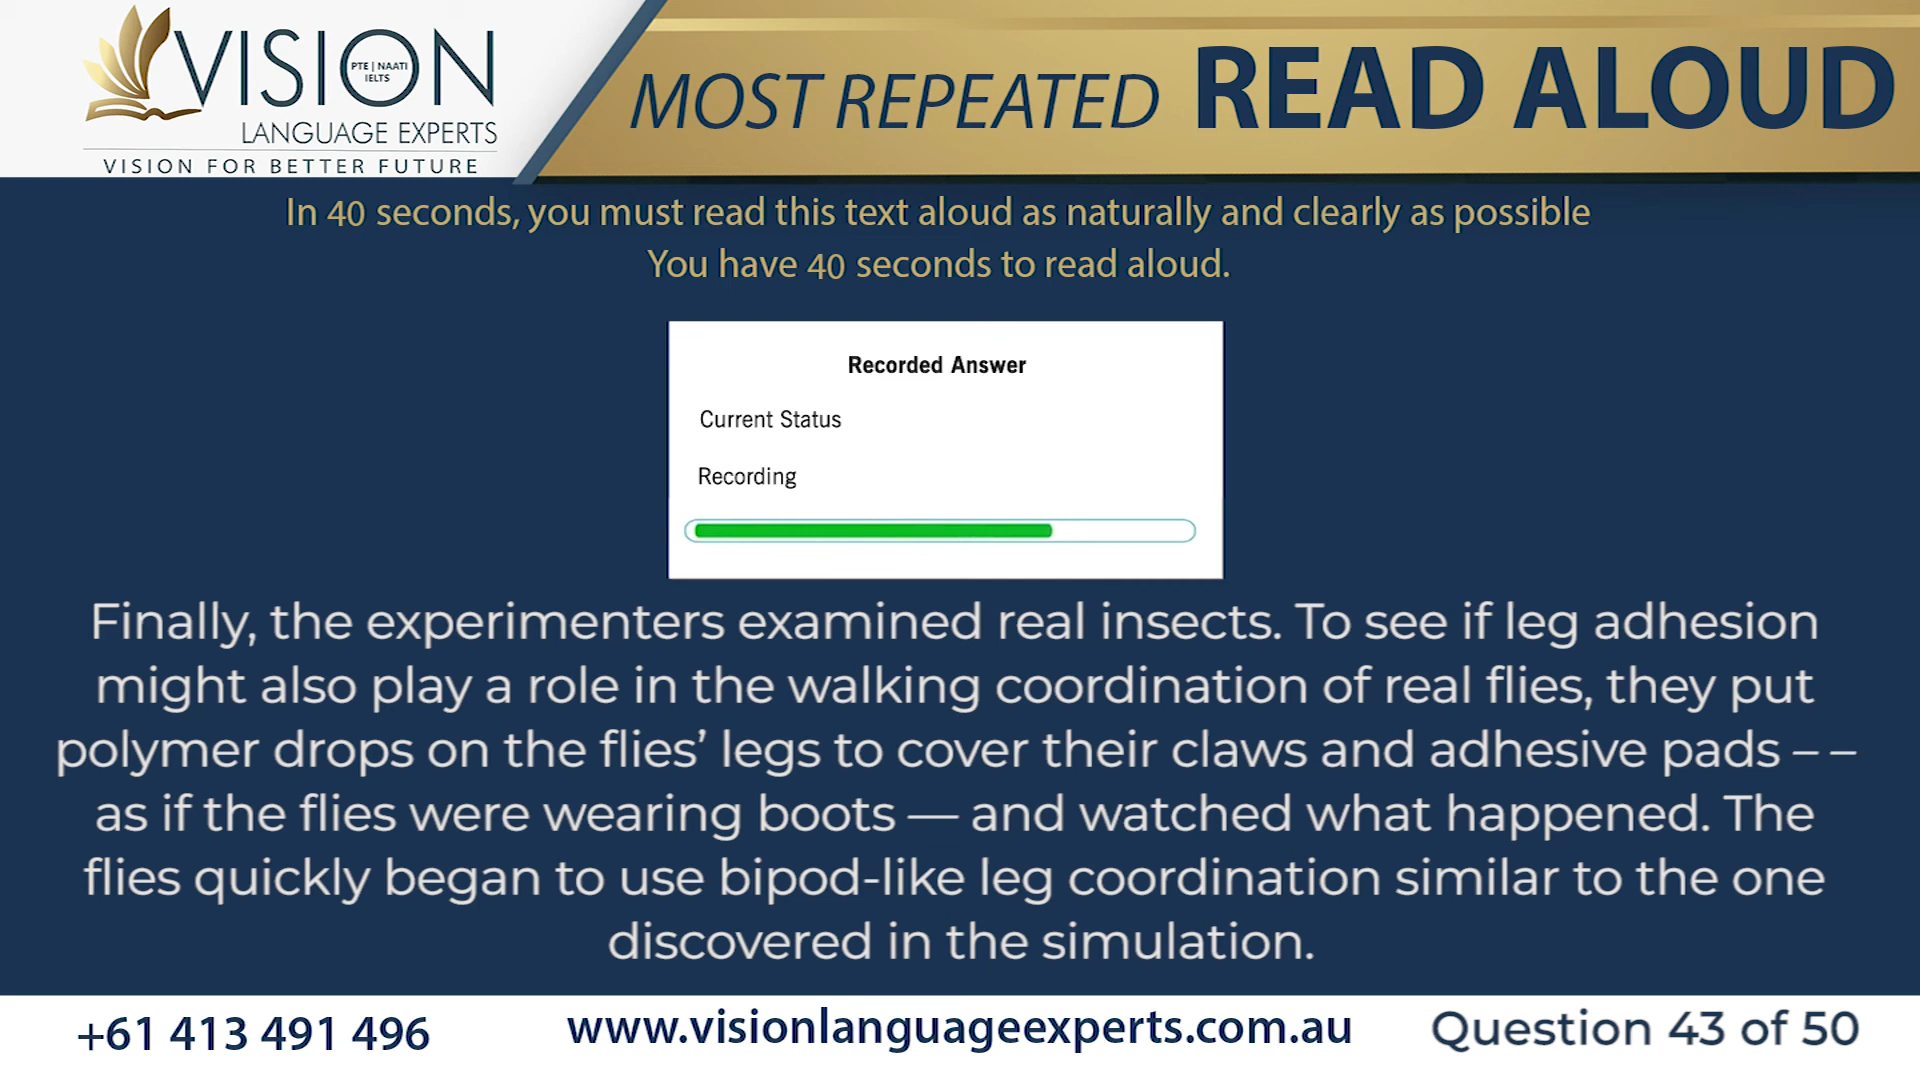 VISION
PTE | NAATI
IELTS
LANGUAGE EXPERTS
VISION FOR BETTER FUTURE
MOST REPEATED READ ALOUD
In 40 seconds, you must read this text aloud as naturally and clearly as possible
You have 40 seconds to read aloud.
Recorded Answer
Current Status
Recording
Finally, the experimenters examined real insects. To see if leg adhesion
might also play a role in the walking coordination of real flies, they put
polymer drops on the flies’ legs to cover their claws and adhesive pads – –
as if the flies were wearing boots — and watched what happened. The
flies quickly began to use bipod-like leg coordination similar to the one
discovered in the simulation.
+61 413 491 496
www.visionlanguageexperts.com.au
Question 43 of 50